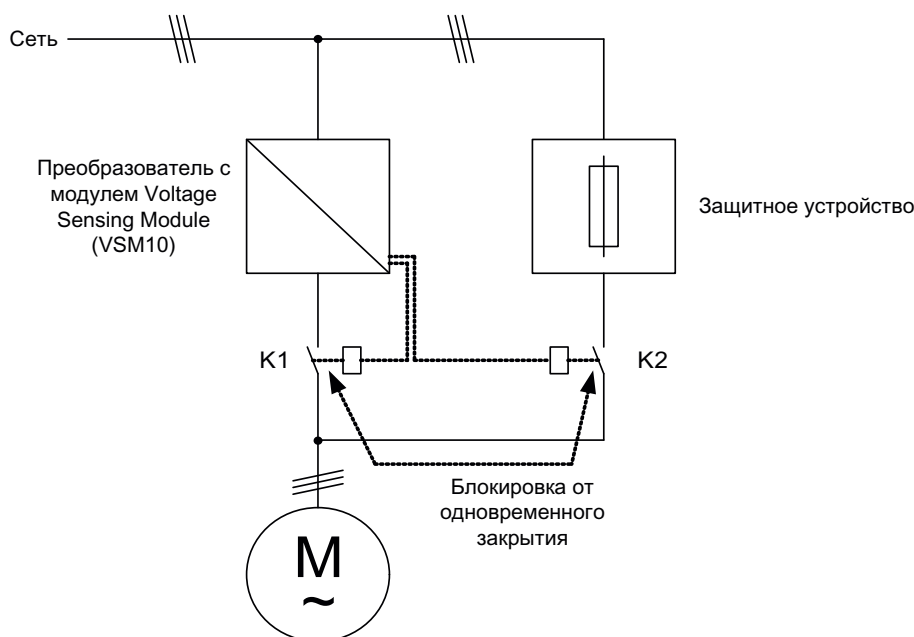 Сеть
Преобразователь с
модулем Voltage
Sensing Module
(VSM10)
Защитное устройство
K1
K2
Блокировка от
одновременного
закрытия
M
~